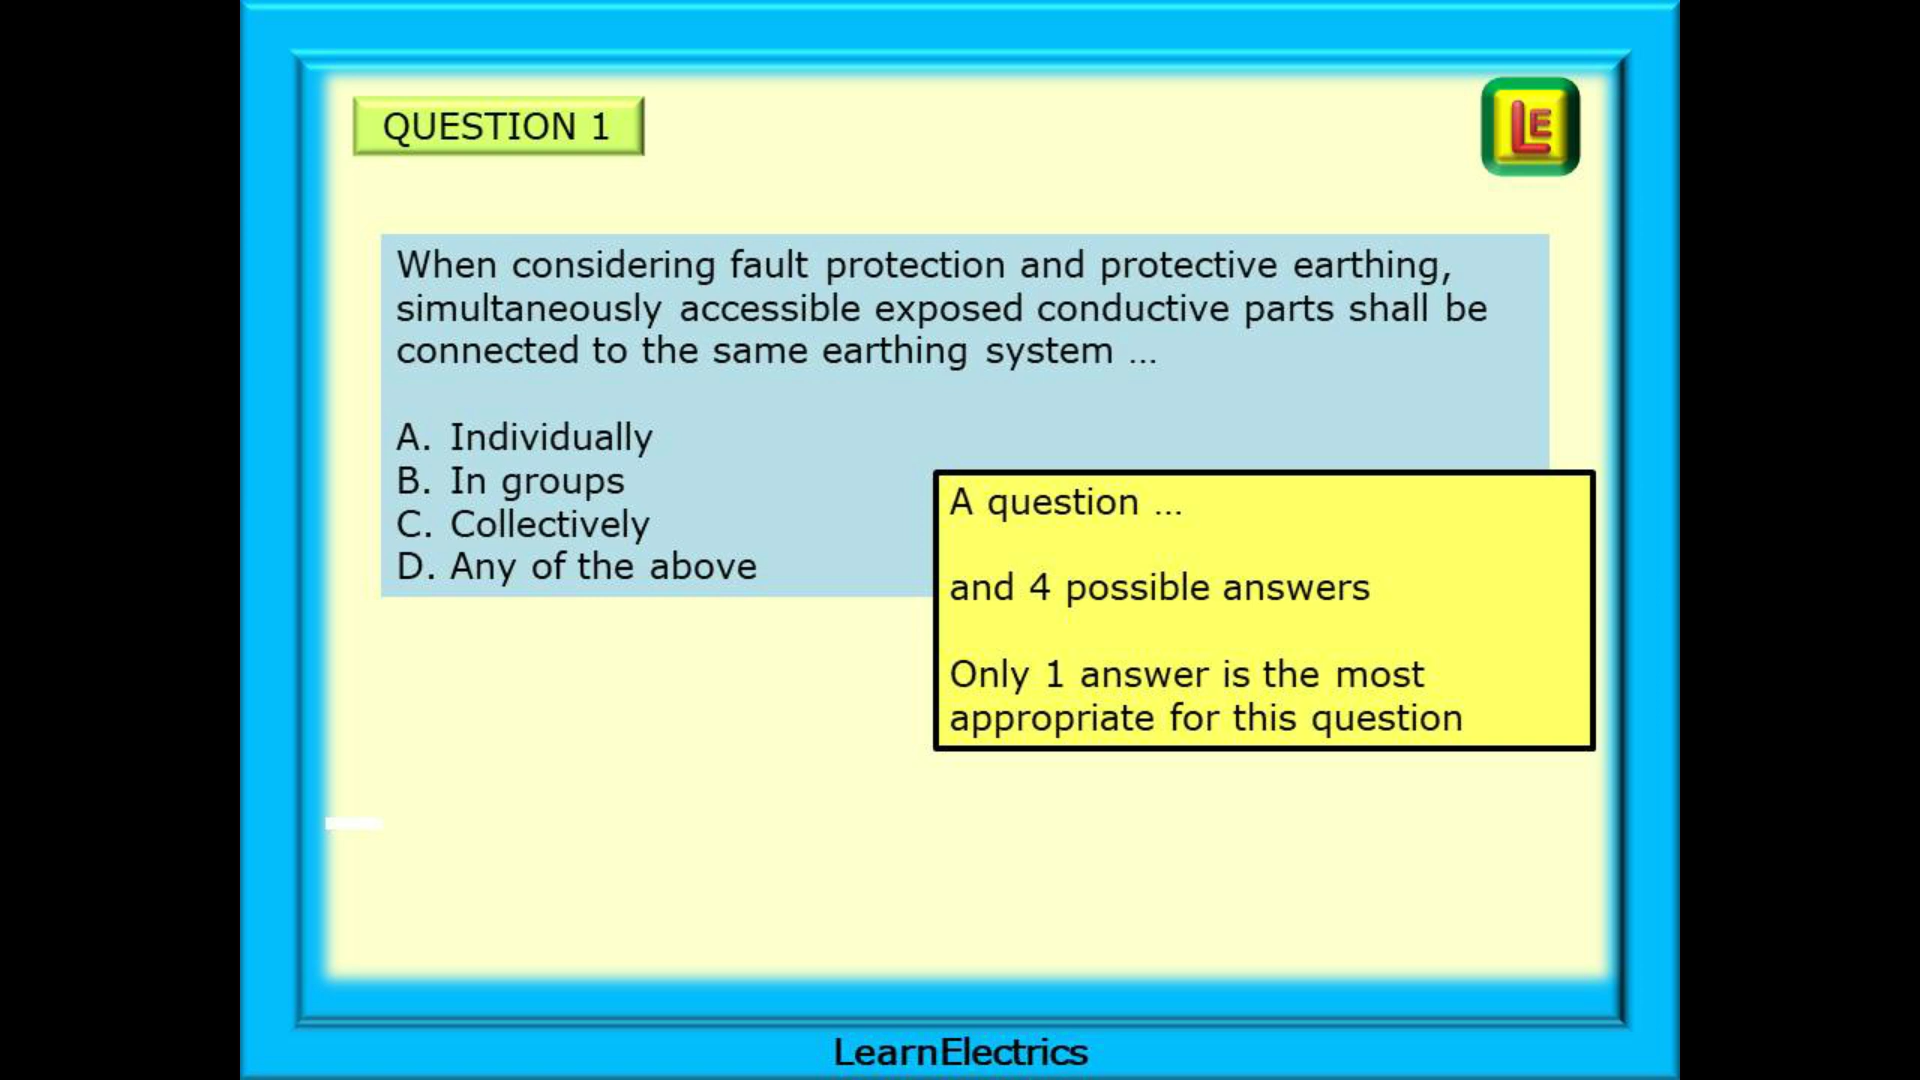 QUESTION 1
LE
When considering fault protection and protective earthing,
simultaneously accessible exposed conductive parts shall be
connected to the same earthing system ...
A. Individually
B. In groups
C. Collectively
D. Any of the above
A question ...
and 4 possible answers
Only 1 answer is the most
appropriate for this question
LearnElectrics